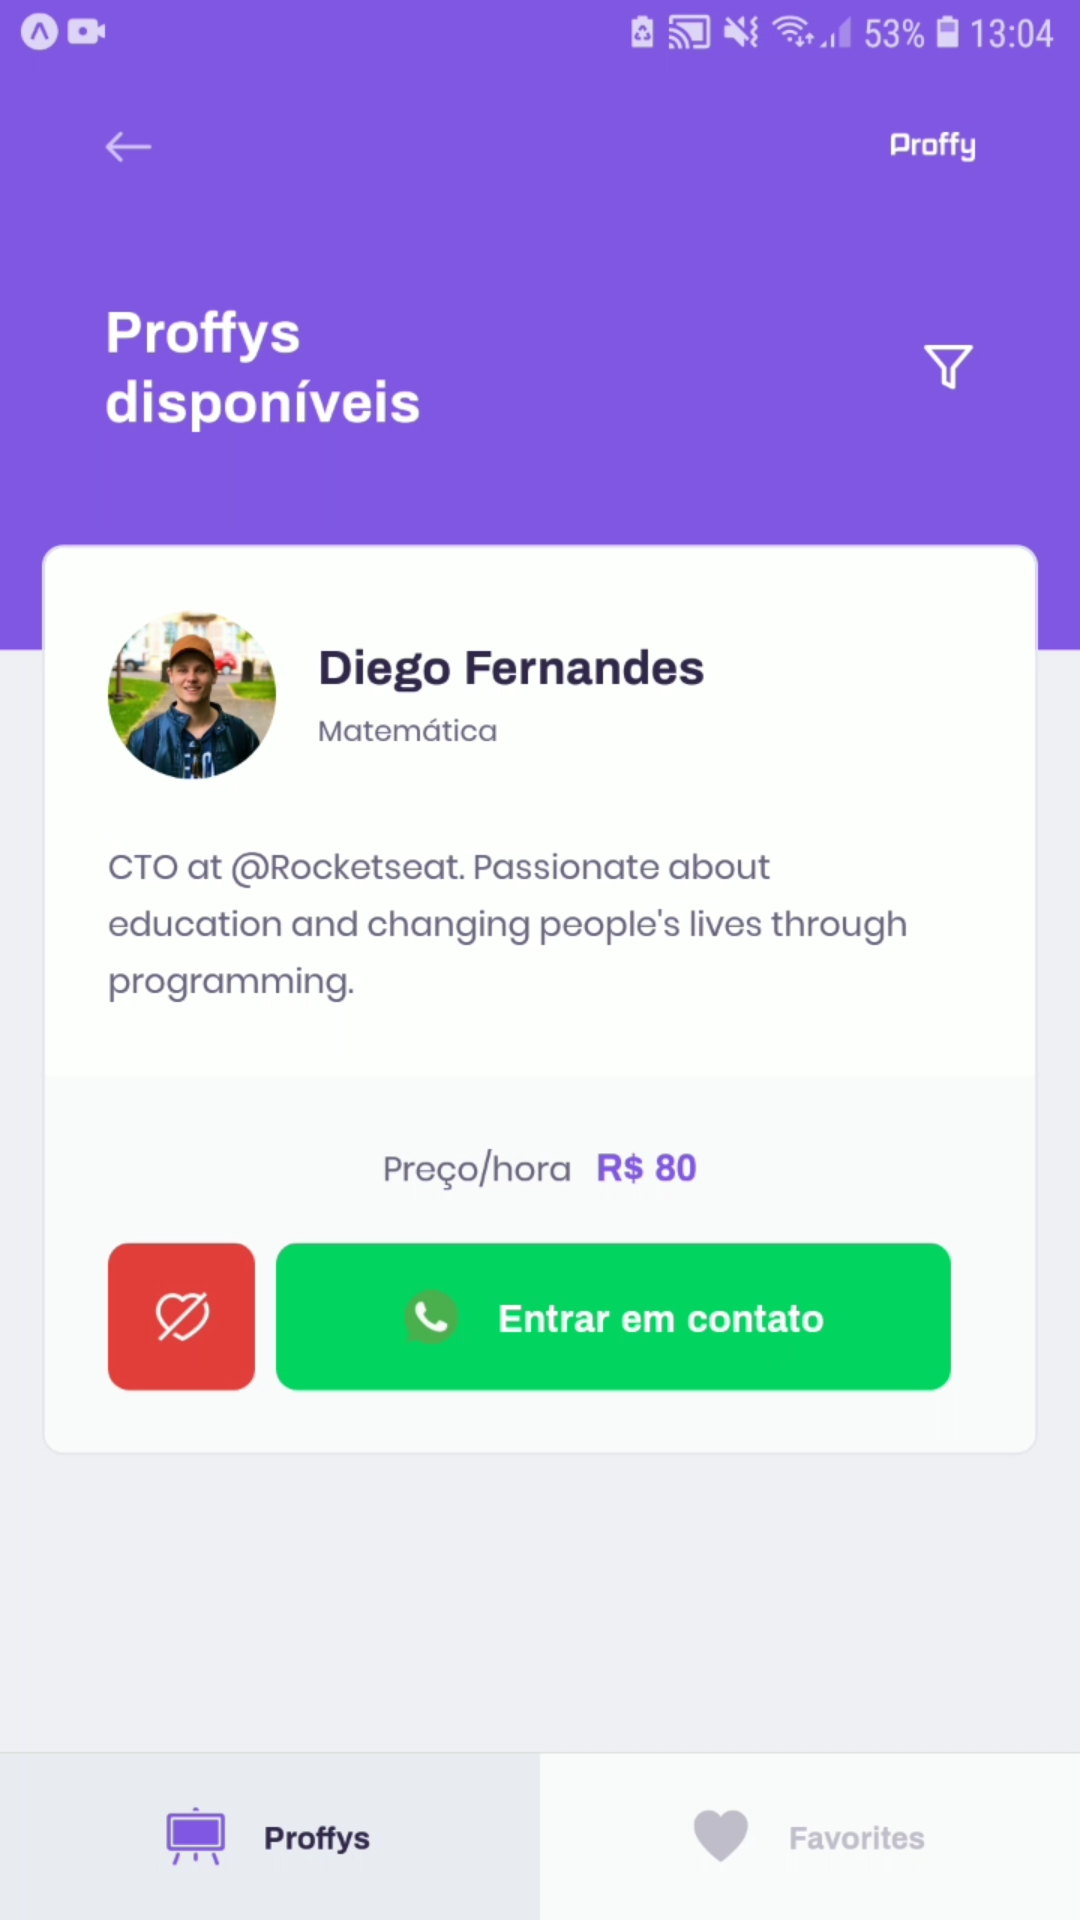 53% 13:04
Proffy
Proffys
disponíveis
Diego Fernandes
Matemática
CTO at @Rocketseat. Passionate about
education and changing people's lives through
programming.
Preço/hora R$ 80
Entrar em contato
Proffys
Favorites